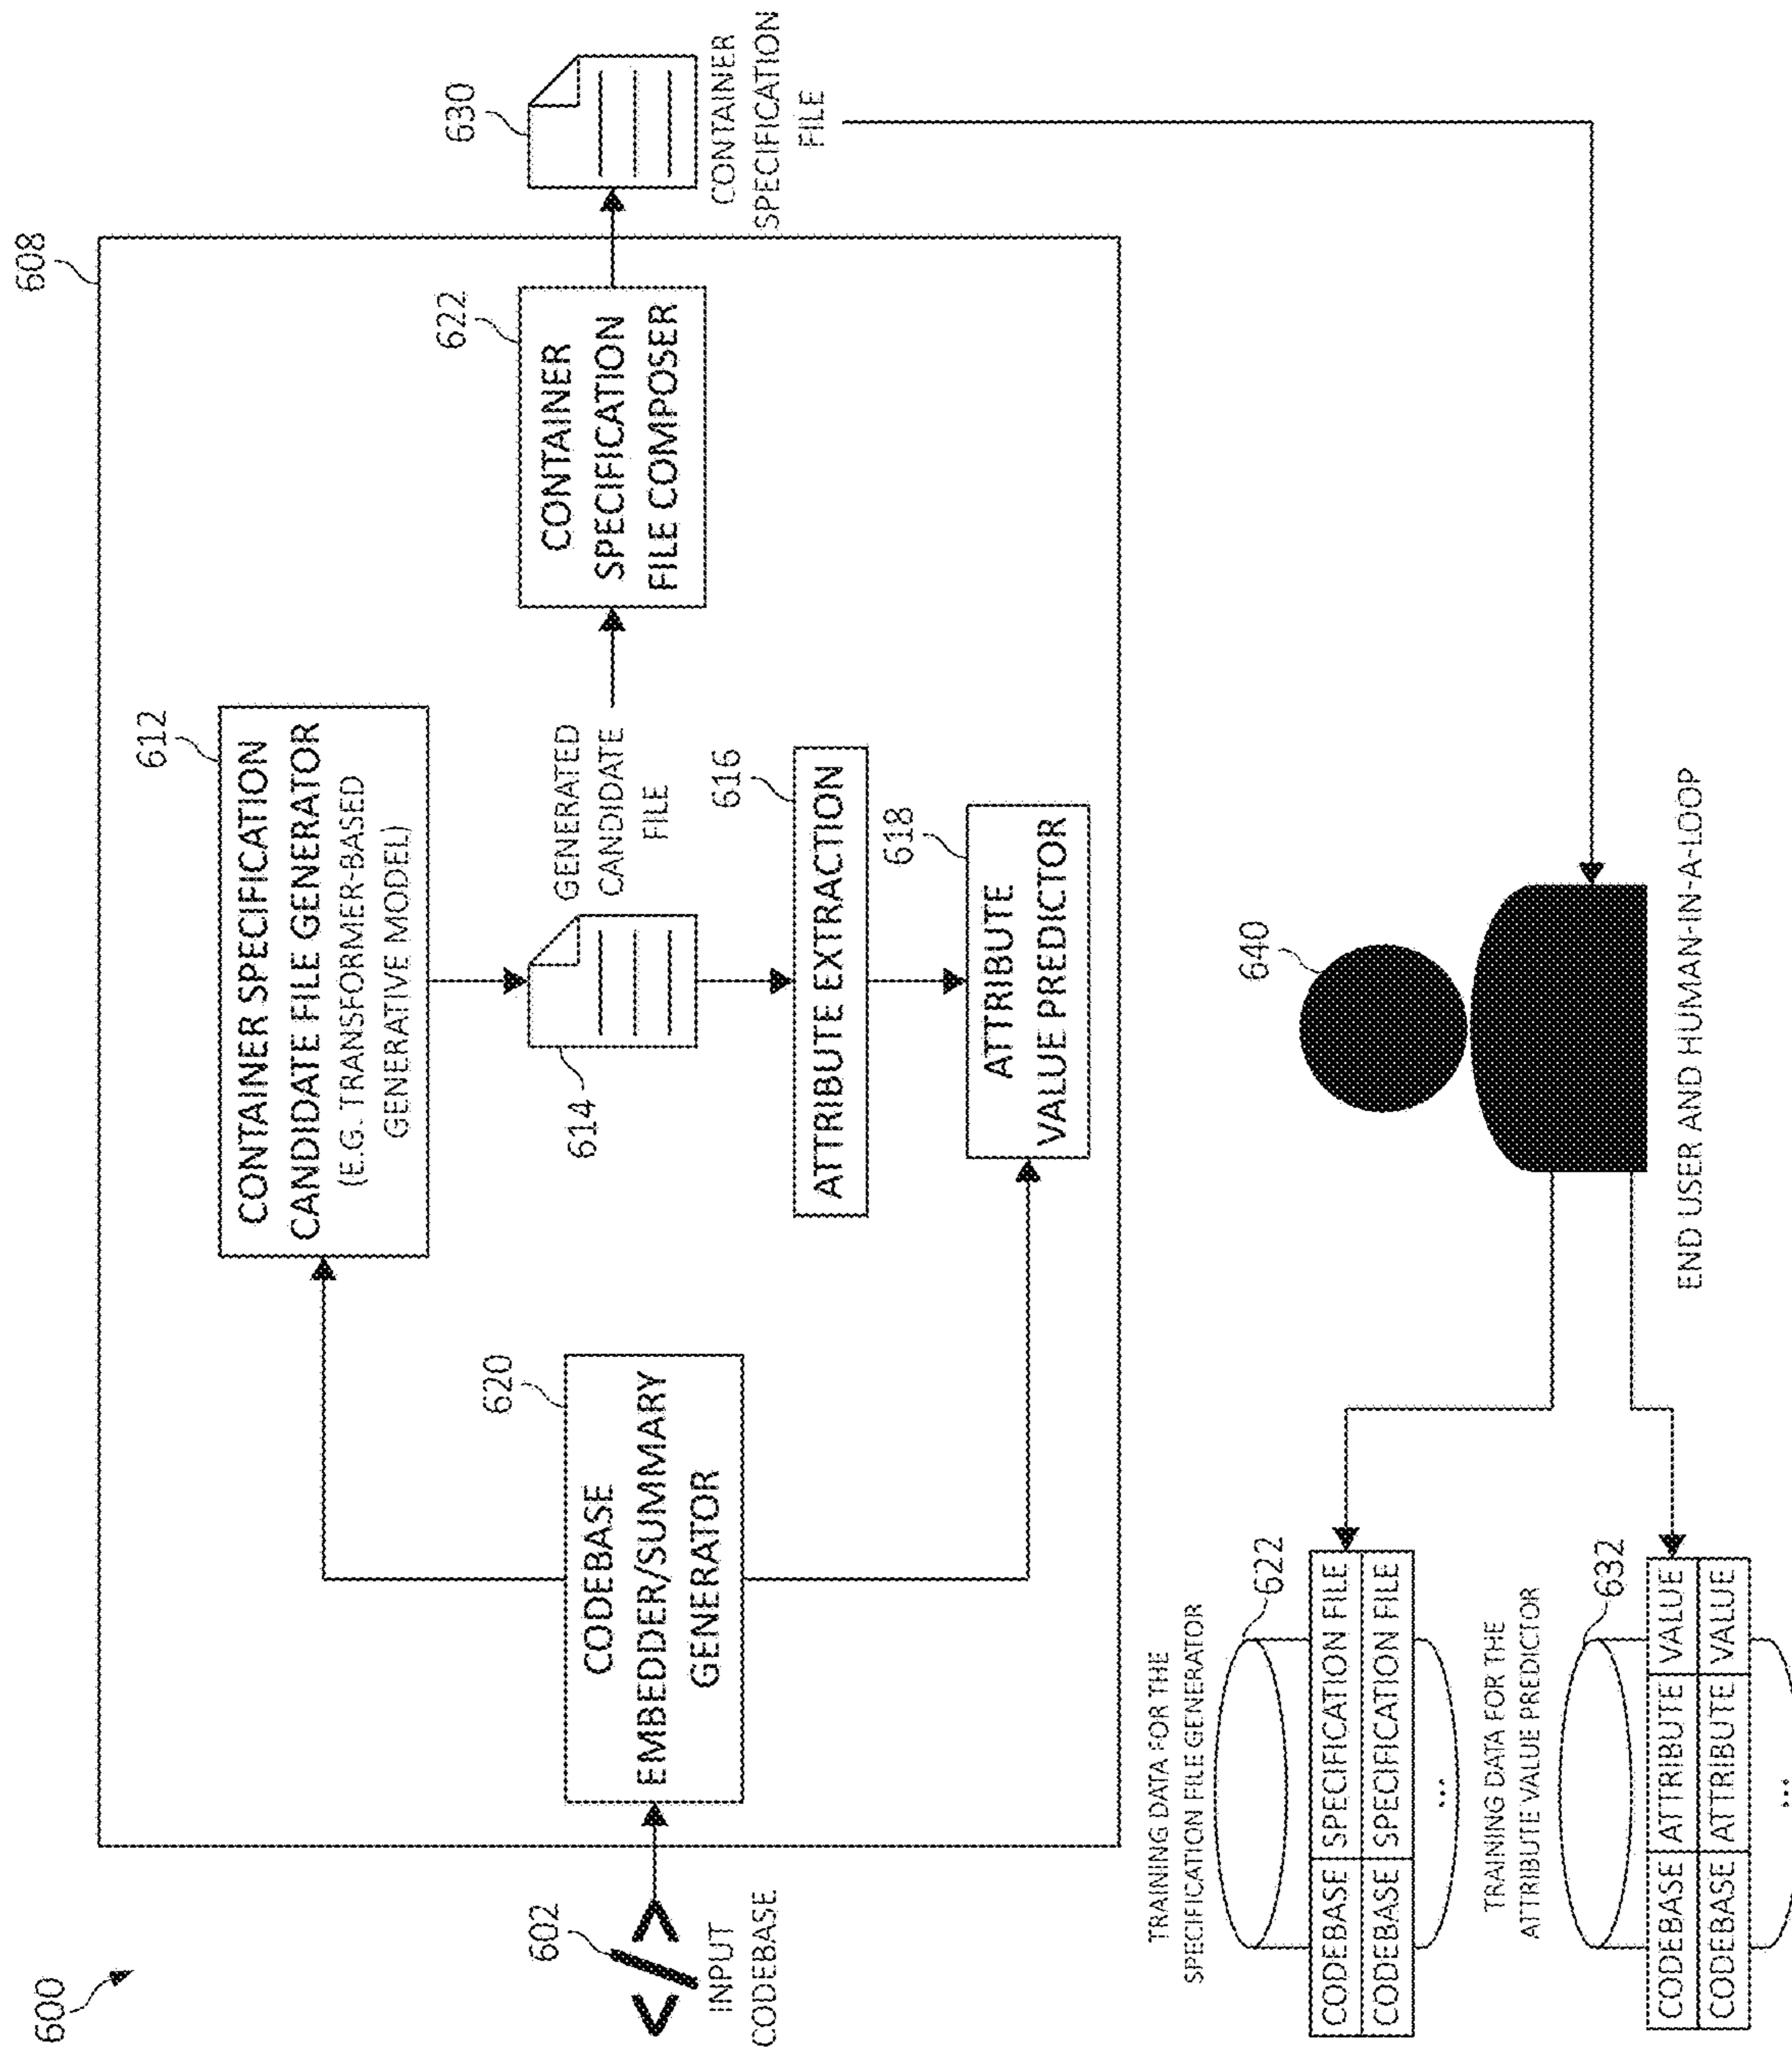 600
608
602
INPUT
CODEBASE
620
CODEBASE
EMBEDDER/SUMMARY
GENERATOR
612
CONTAINER SPECIFICATION
CANDIDATE FILE GENERATOR
(E.G. TRANSFORMER-BASED
GENERATIVE MODEL)
614
GENERATED
CANDIDATE
FILE
616
ATTRIBUTE EXTRACTION
618
ATTRIBUTE
VALUE PREDICTOR
622
CONTAINER
SPECIFICATION
FILE COMPOSER
630
CONTAINER
SPECIFICATION
FILE
640
END USER AND HUMAN-IN-A-LOOP
TRAINING DATA FOR THE
SPECIFICATION FILE GENERATOR
622
CODEBASE SPECIFICATION FILE
CODEBASE SPECIFICATION FILE
...
TRAINING DATA FOR THE
ATTRIBUTE VALUE PREDICTOR
632
CODEBASE ATTRIBUTE VALUE
CODEBASE ATTRIBUTE VALUE
...